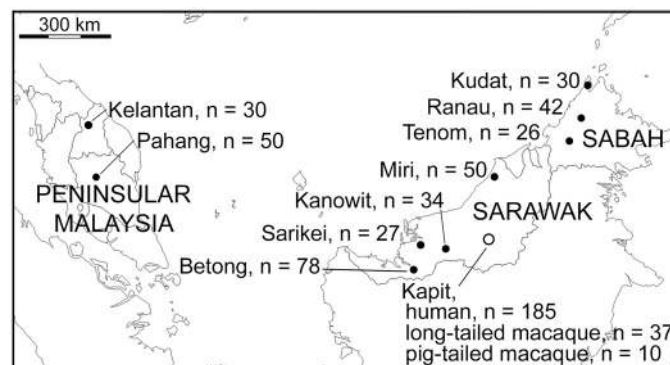 300 km
Kelantan, n = 30
Pahang, n = 50
PENINSULAR
MALAYSIA
Kudat, n = 30
Ranau, n = 42
Tenom, n = 26
SABAH
Miri, n = 50
Kanowit, n = 34
SARAWAK
Sarikei, n = 27
Betong, n = 78
Kapit,
human, n = 185
long-tailed macaque, n = 37
pig-tailed macaque, n = 10